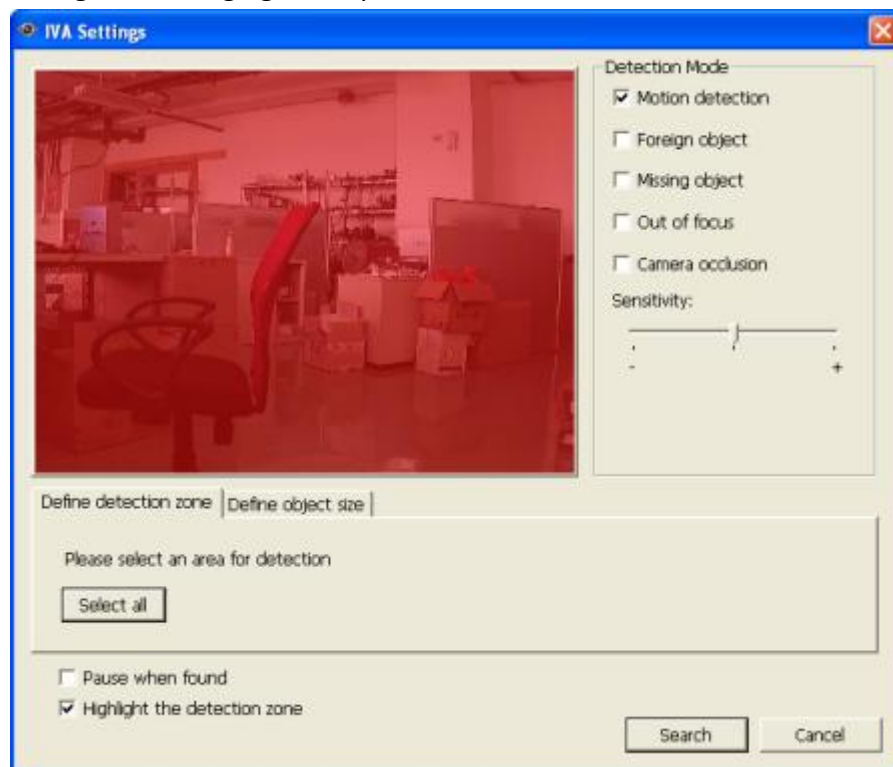 IVA Settings
Detection Mode
Motion detection
Foreign object
Missing object
Out of focus
Camera occlusion
Sensitivity:
- +
Define detection zone
Define object size
Please select an area for detection
Select all
Pause when found
Highlight the detection zone
Search
Cancel